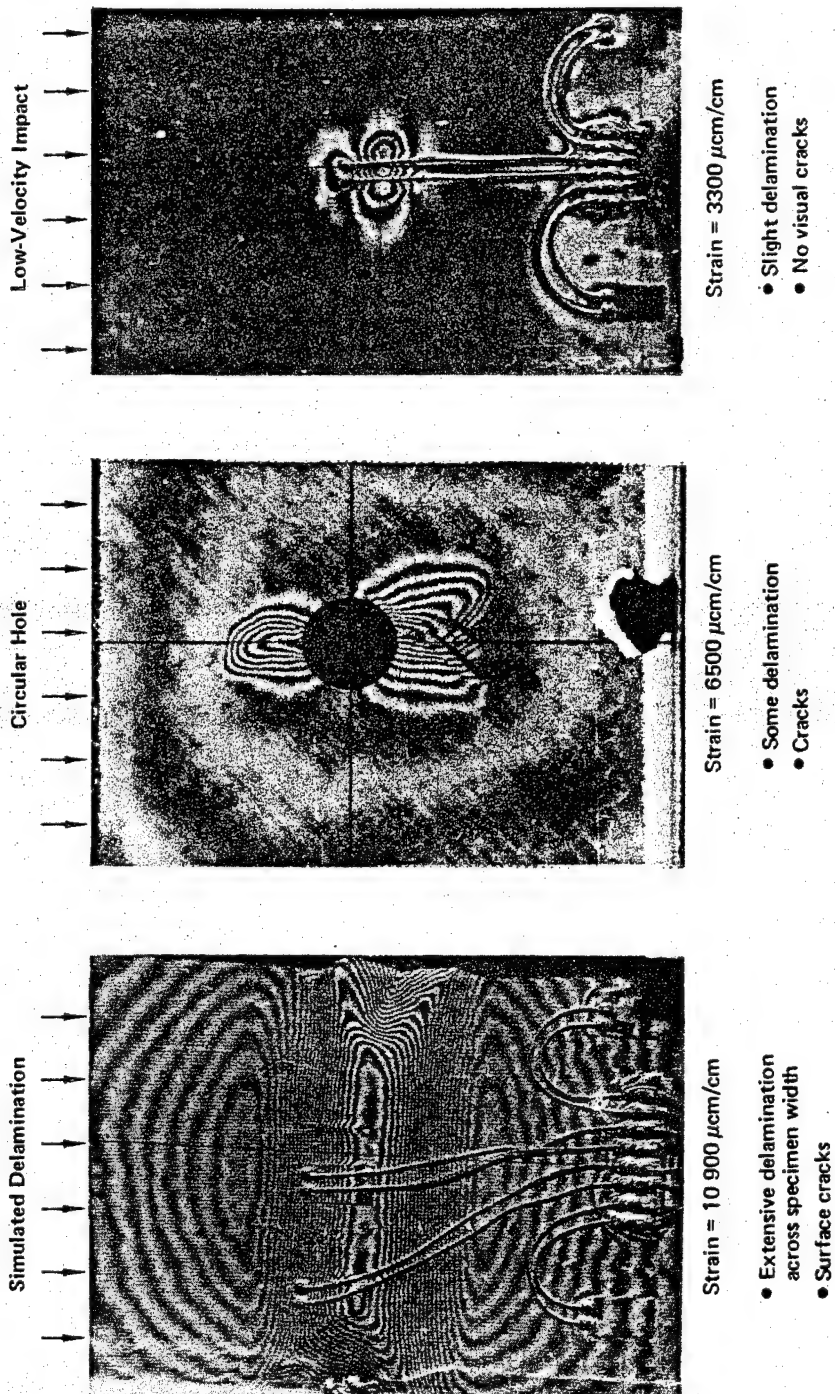 Simulated Delamination
Strain = 10 900 μcm/cm
• Extensive delamination
across specimen width
• Surface cracks
Circular Hole
Strain = 6500 μcm/cm
• Some delamination
• Cracks
Low-Velocity Impact
Strain = 3300 μcm/cm
• Slight delamination
• No visual cracks